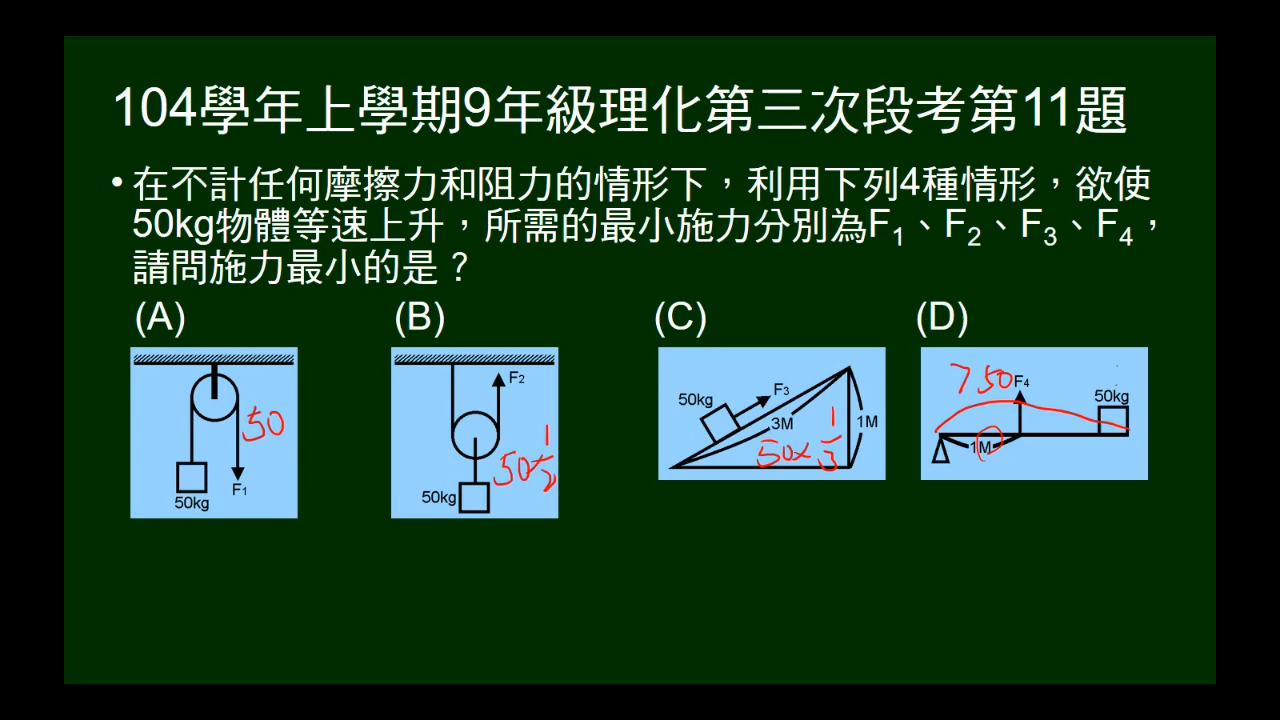 104學年上學期9年級理化第三次段考第11題
• 在不計任何摩擦力和阻力的情形下，利用下列4種情形，欲使
50kg物體等速上升，所需的最小施力分別為F1、F2、F3、F4，
請問施力最小的是？
(A) (B) (C) (D)
50
F1
50kg
F2
50×1/2
50kg
50kg
F3
3M
1M
50×1/3
>50
F4
50kg
1M